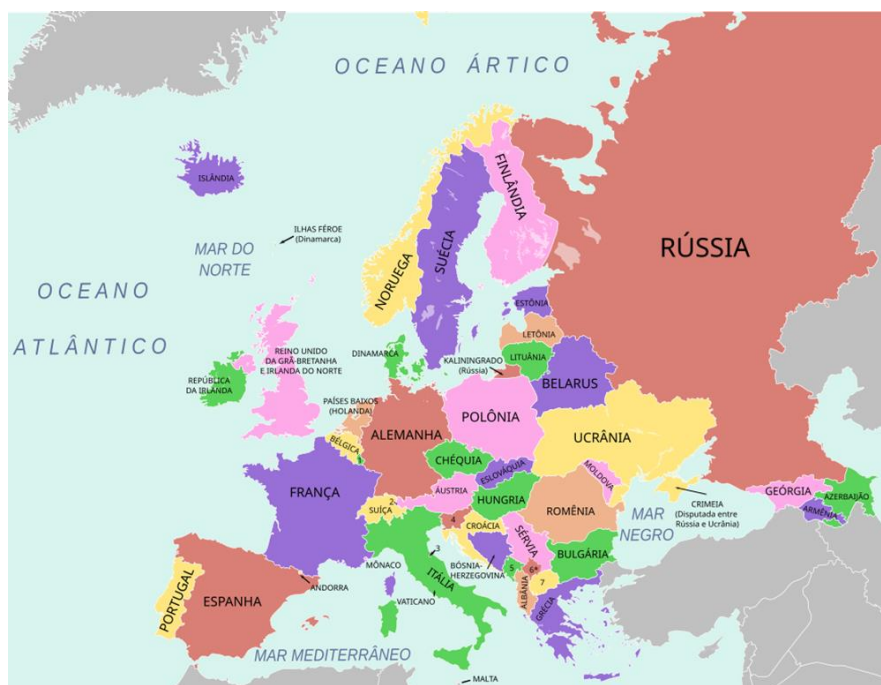 OCEANO ÁRTICO
ISLÂNDIA
ILHAS FÉROE
(Dinamarca)
MAR DO
NORTE
OCEANO
ATLÂNTICO
NORUEGA
SUÉCIA
FINLÂNDIA
RÚSSIA
ESTÔNIA
LETÔNIA
LITUÂNIA
KALININGRADO
(Rússia)
DINAMARCA
REINO UNIDO
DA GRÃ-BRETANHA
E IRLANDA DO NORTE
REPÚBLICA
DA IRLANDA
PAÍSES BAIXOS
(HOLANDA)
BÉLGICA
1
ALEMANHA
POLÔNIA
BELARUS
UCRÂNIA
CHÉQUIA
ESLOVÁQUIA
MOLDOVA
FRANÇA
SUÍÇA
2
ÁUSTRIA
HUNGRIA
ROMÊNIA
4
CROÁCIA
SÉRVIA
CRIMEIA
(Disputada entre
Rússia e Ucrânia)
GEÓRGIA
AZERBAIJÃO
ARMÊNIA
MAR
NEGRO
BULGÁRIA
BÓSNIA-
HERZEGOVINA
5
6*
7
ALBÂNIA
GRÉCIA
3
ITÁLIA
MÔNACO
VATICANO
ANDORRA
PORTUGAL
ESPANHA
MAR MEDITERRÂNEO
MALTA